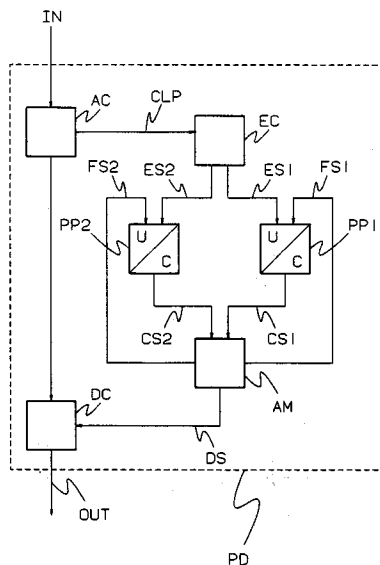 IN
AC
CLP
EC
FS2
ES2
ES1
FS1
PP2
U
C
U
C
PP1
CS2
CS1
AM
DC
DS
OUT
PD